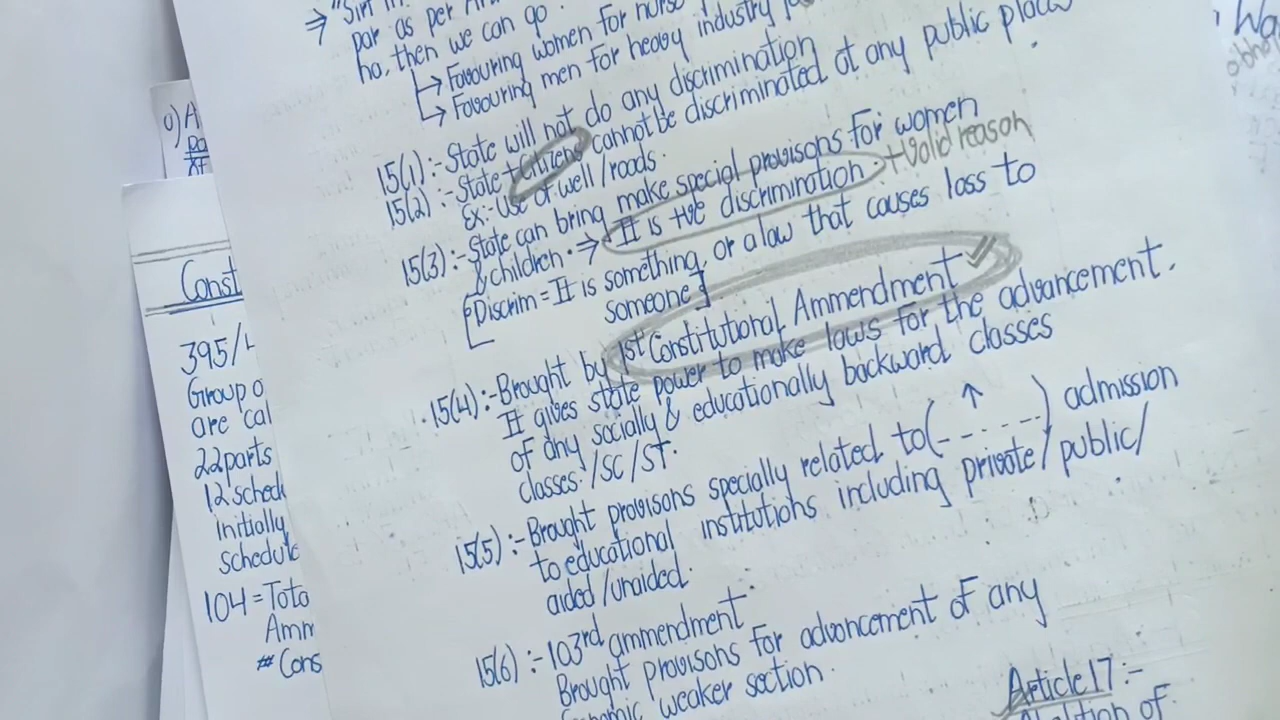 ⇒ "Sirf
par as per
ha, then we can go.
↳ Favouring women for nurse
↳ Favouring men for heavy industry
15(1) :- State will not do any discrimination
15(2) :- State + Citizens cannot be discriminated at any public place.
Ex:- Use of well / roads.
15(3) :- State can bring make special provisions for women
& children. ⇒ It is +ve discrimination. + Valid reason
[Discrim = It is something, or a law that causes loss to
someone]
15(4) :- Brought by 1st Constitutional Ammendment
It gives state power to make laws for the advancement.
of any socially & educationally backward classes
classes. / SC / ST.
15(5) :- Brought provisons specially related to (- - - - - -) admission
↑
to educational institutions including private / public /
aided / unaided.
15(6) :- 103rd ammendment
Brought provisons for advancement of any
weaker section.
Article 17 :-
of
Const
395/
Group o
are cal
22 parts
12 sched
Initially
Schedule
104 = Tota
Amm
# Cons